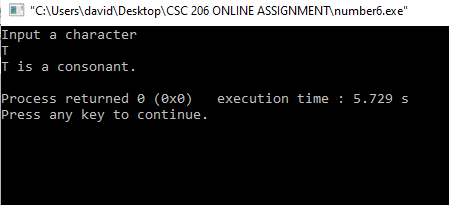 "C:\Users\david\Desktop\CSC 206 ONLINE ASSIGNMENT\number6.exe"
Input a character
T
T is a consonant.
Process returned 0 (0x0)   execution time : 5.729 s
Press any key to continue.